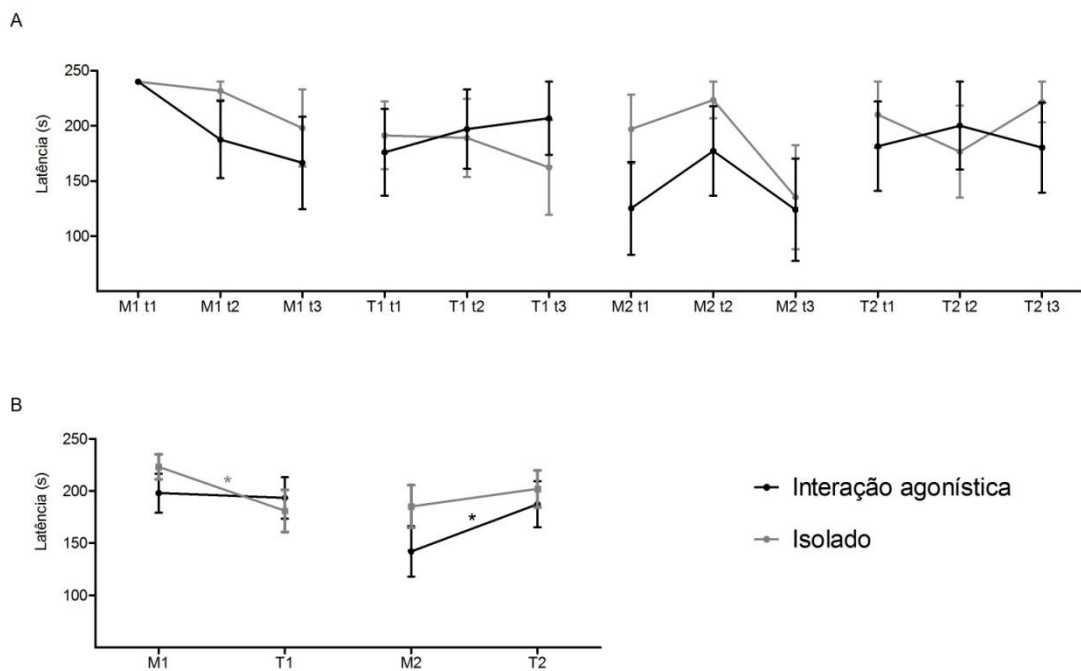 A
Latência (s)
250
200
150
100
M1 t1 M1 t2 M1 t3 T1 t1 T1 t2 T1 t3 M2 t1 M2 t2 M2 t3 T2 t1 T2 t2 T2 t3
B
Latência (s)
250
200
150
100
*
*
M1 T1 M2 T2
Interação agonística
Isolado